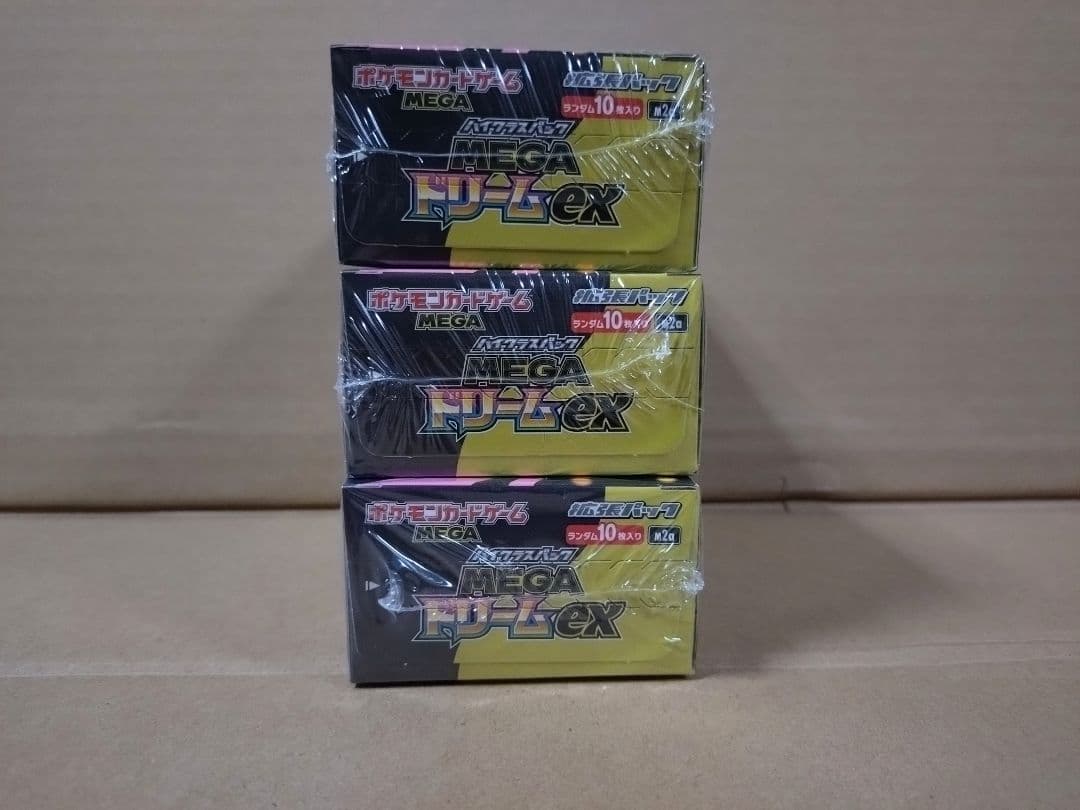 ポケモンカードゲーム
MEGA
拡張パック
ランダム10枚入り M2a
ハイクラスパック
MEGA
ドリームex
ポケモンカードゲーム
MEGA
拡張パック
ランダム10枚入り M2a
ハイクラスパック
MEGA
ドリームex
ポケモンカードゲーム
MEGA
拡張パック
ランダム10枚入り M2a
ハイクラスパック
MEGA
ドリームex